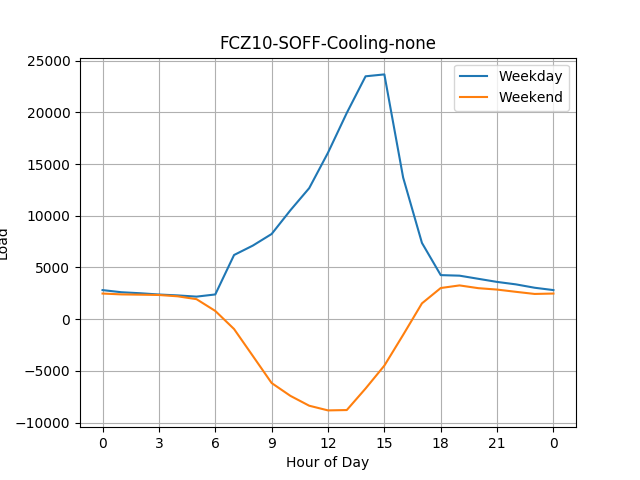 FCZ10-SOFF-Cooling-none
25000
20000
15000
10000
5000
0
−5000
−10000
Load
Weekday
Weekend
0 3 6 9 12 15 18 21 0
Hour of Day